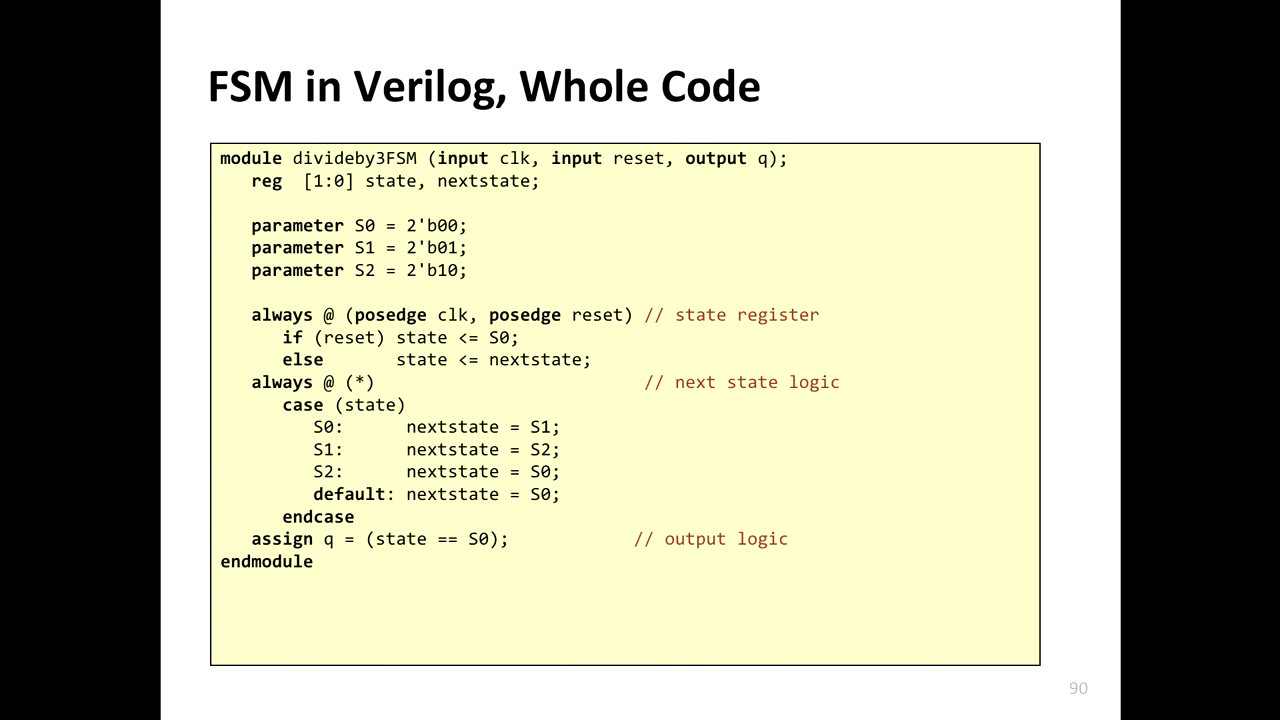 FSM in Verilog, Whole Code
module divideby3FSM (input clk, input reset, output q);
   reg  [1:0] state, nextstate;

   parameter S0 = 2'b00;
   parameter S1 = 2'b01;
   parameter S2 = 2'b10;

   always @ (posedge clk, posedge reset) // state register
      if (reset) state <= S0;
      else       state <= nextstate;
   always @ (*)                          // next state logic
      case (state)
         S0:      nextstate = S1;
         S1:      nextstate = S2;
         S2:      nextstate = S0;
         default: nextstate = S0;
      endcase
   assign q = (state == S0);            // output logic
endmodule
90